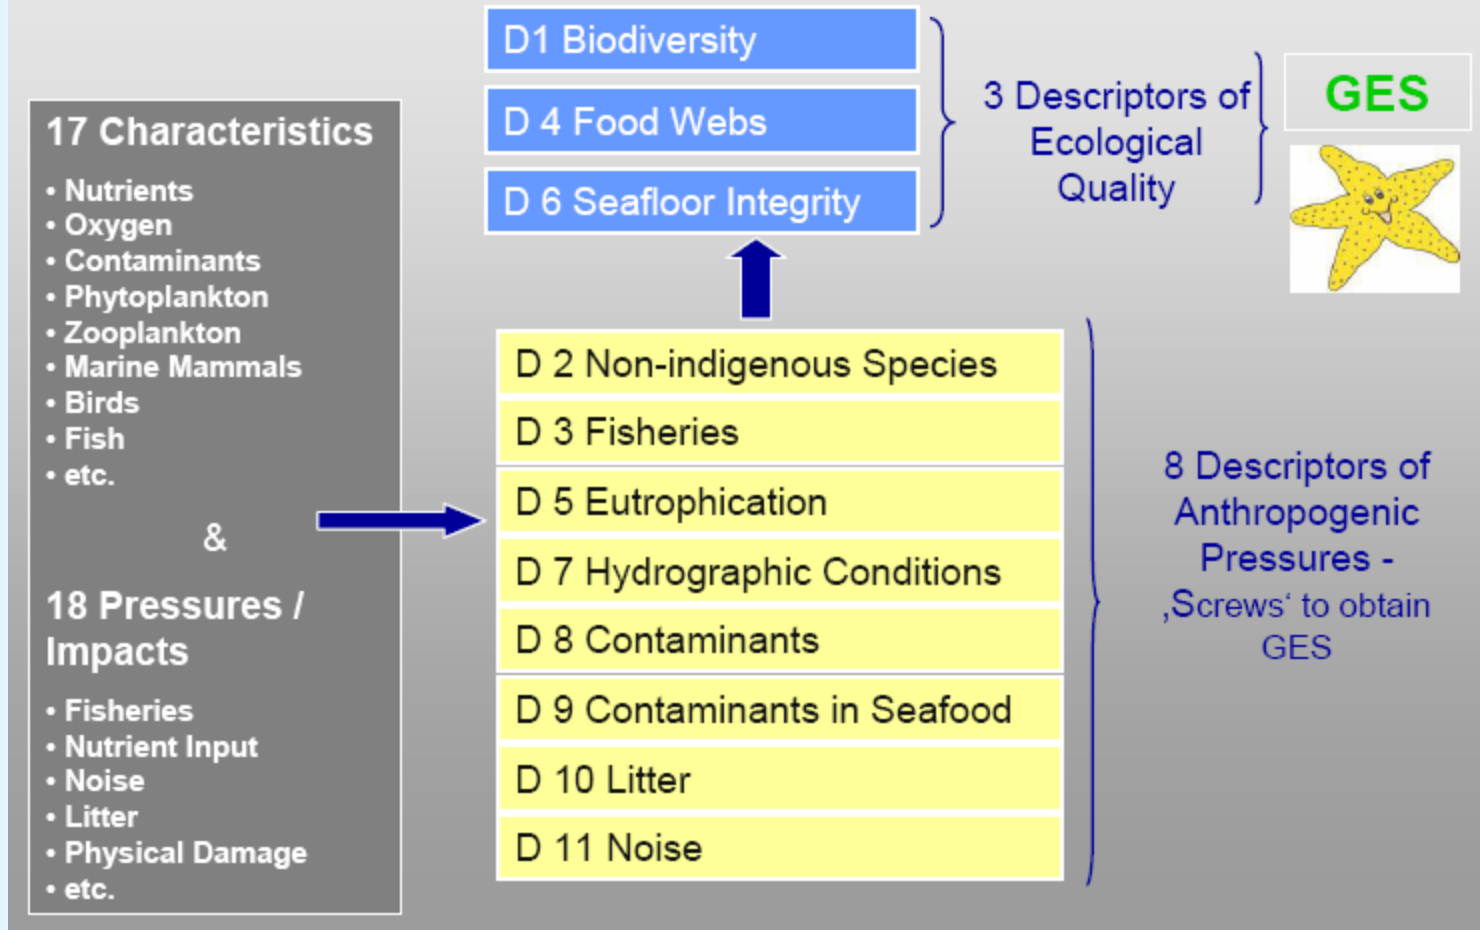 17 Characteristics
• Nutrients
• Oxygen
• Contaminants
• Phytoplankton
• Zooplankton
• Marine Mammals
• Birds
• Fish
• etc.
&
18 Pressures /
Impacts
• Fisheries
• Nutrient Input
• Noise
• Litter
• Physical Damage
• etc.
D1 Biodiversity
D 4 Food Webs
D 6 Seafloor Integrity
3 Descriptors of
Ecological
Quality
GES
D 2 Non-indigenous Species
D 3 Fisheries
D 5 Eutrophication
D 7 Hydrographic Conditions
D 8 Contaminants
D 9 Contaminants in Seafood
D 10 Litter
D 11 Noise
8 Descriptors of
Anthropogenic
Pressures -
‚Screws‘ to obtain
GES